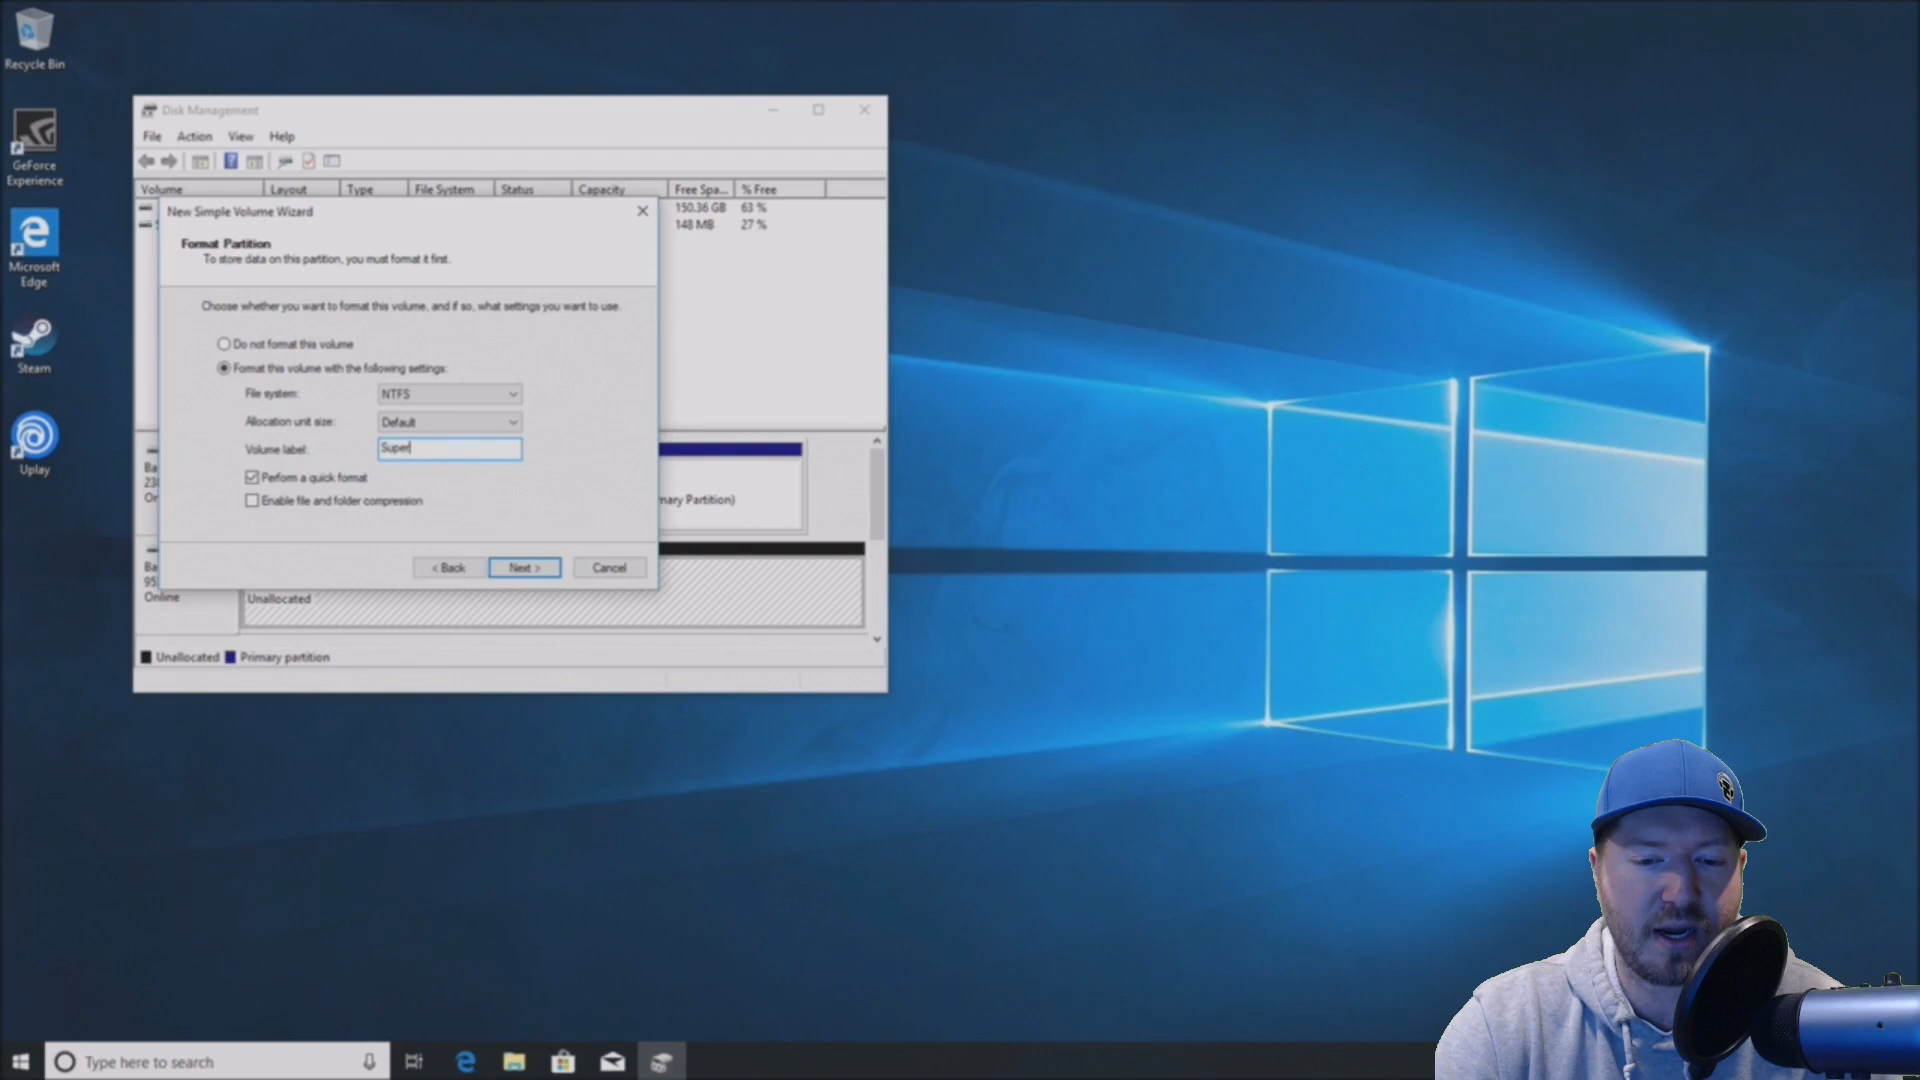 Recycle Bin
GeForce
Experience
Microsoft
Edge
Steam
Uplay
Disk Management
File Action View Help
Volume Layout Type File System Status Capacity Free Spa... % Free
150.36 GB 63 %
148 MB 27 %
New Simple Volume Wizard
Format Partition
To store data on this partition, you must format it first.
Choose whether you want to format this volume, and if so, what settings you want to use.
Do not format this volume
Format this volume with the following settings:
File system: NTFS
Allocation unit size: Default
Volume label: Super
Perform a quick format
Enable file and folder compression
< Back Next > Cancel
Ba
On
mary Partition)
Ba
95
Online
Unallocated
Unallocated Primary partition
Type here to search